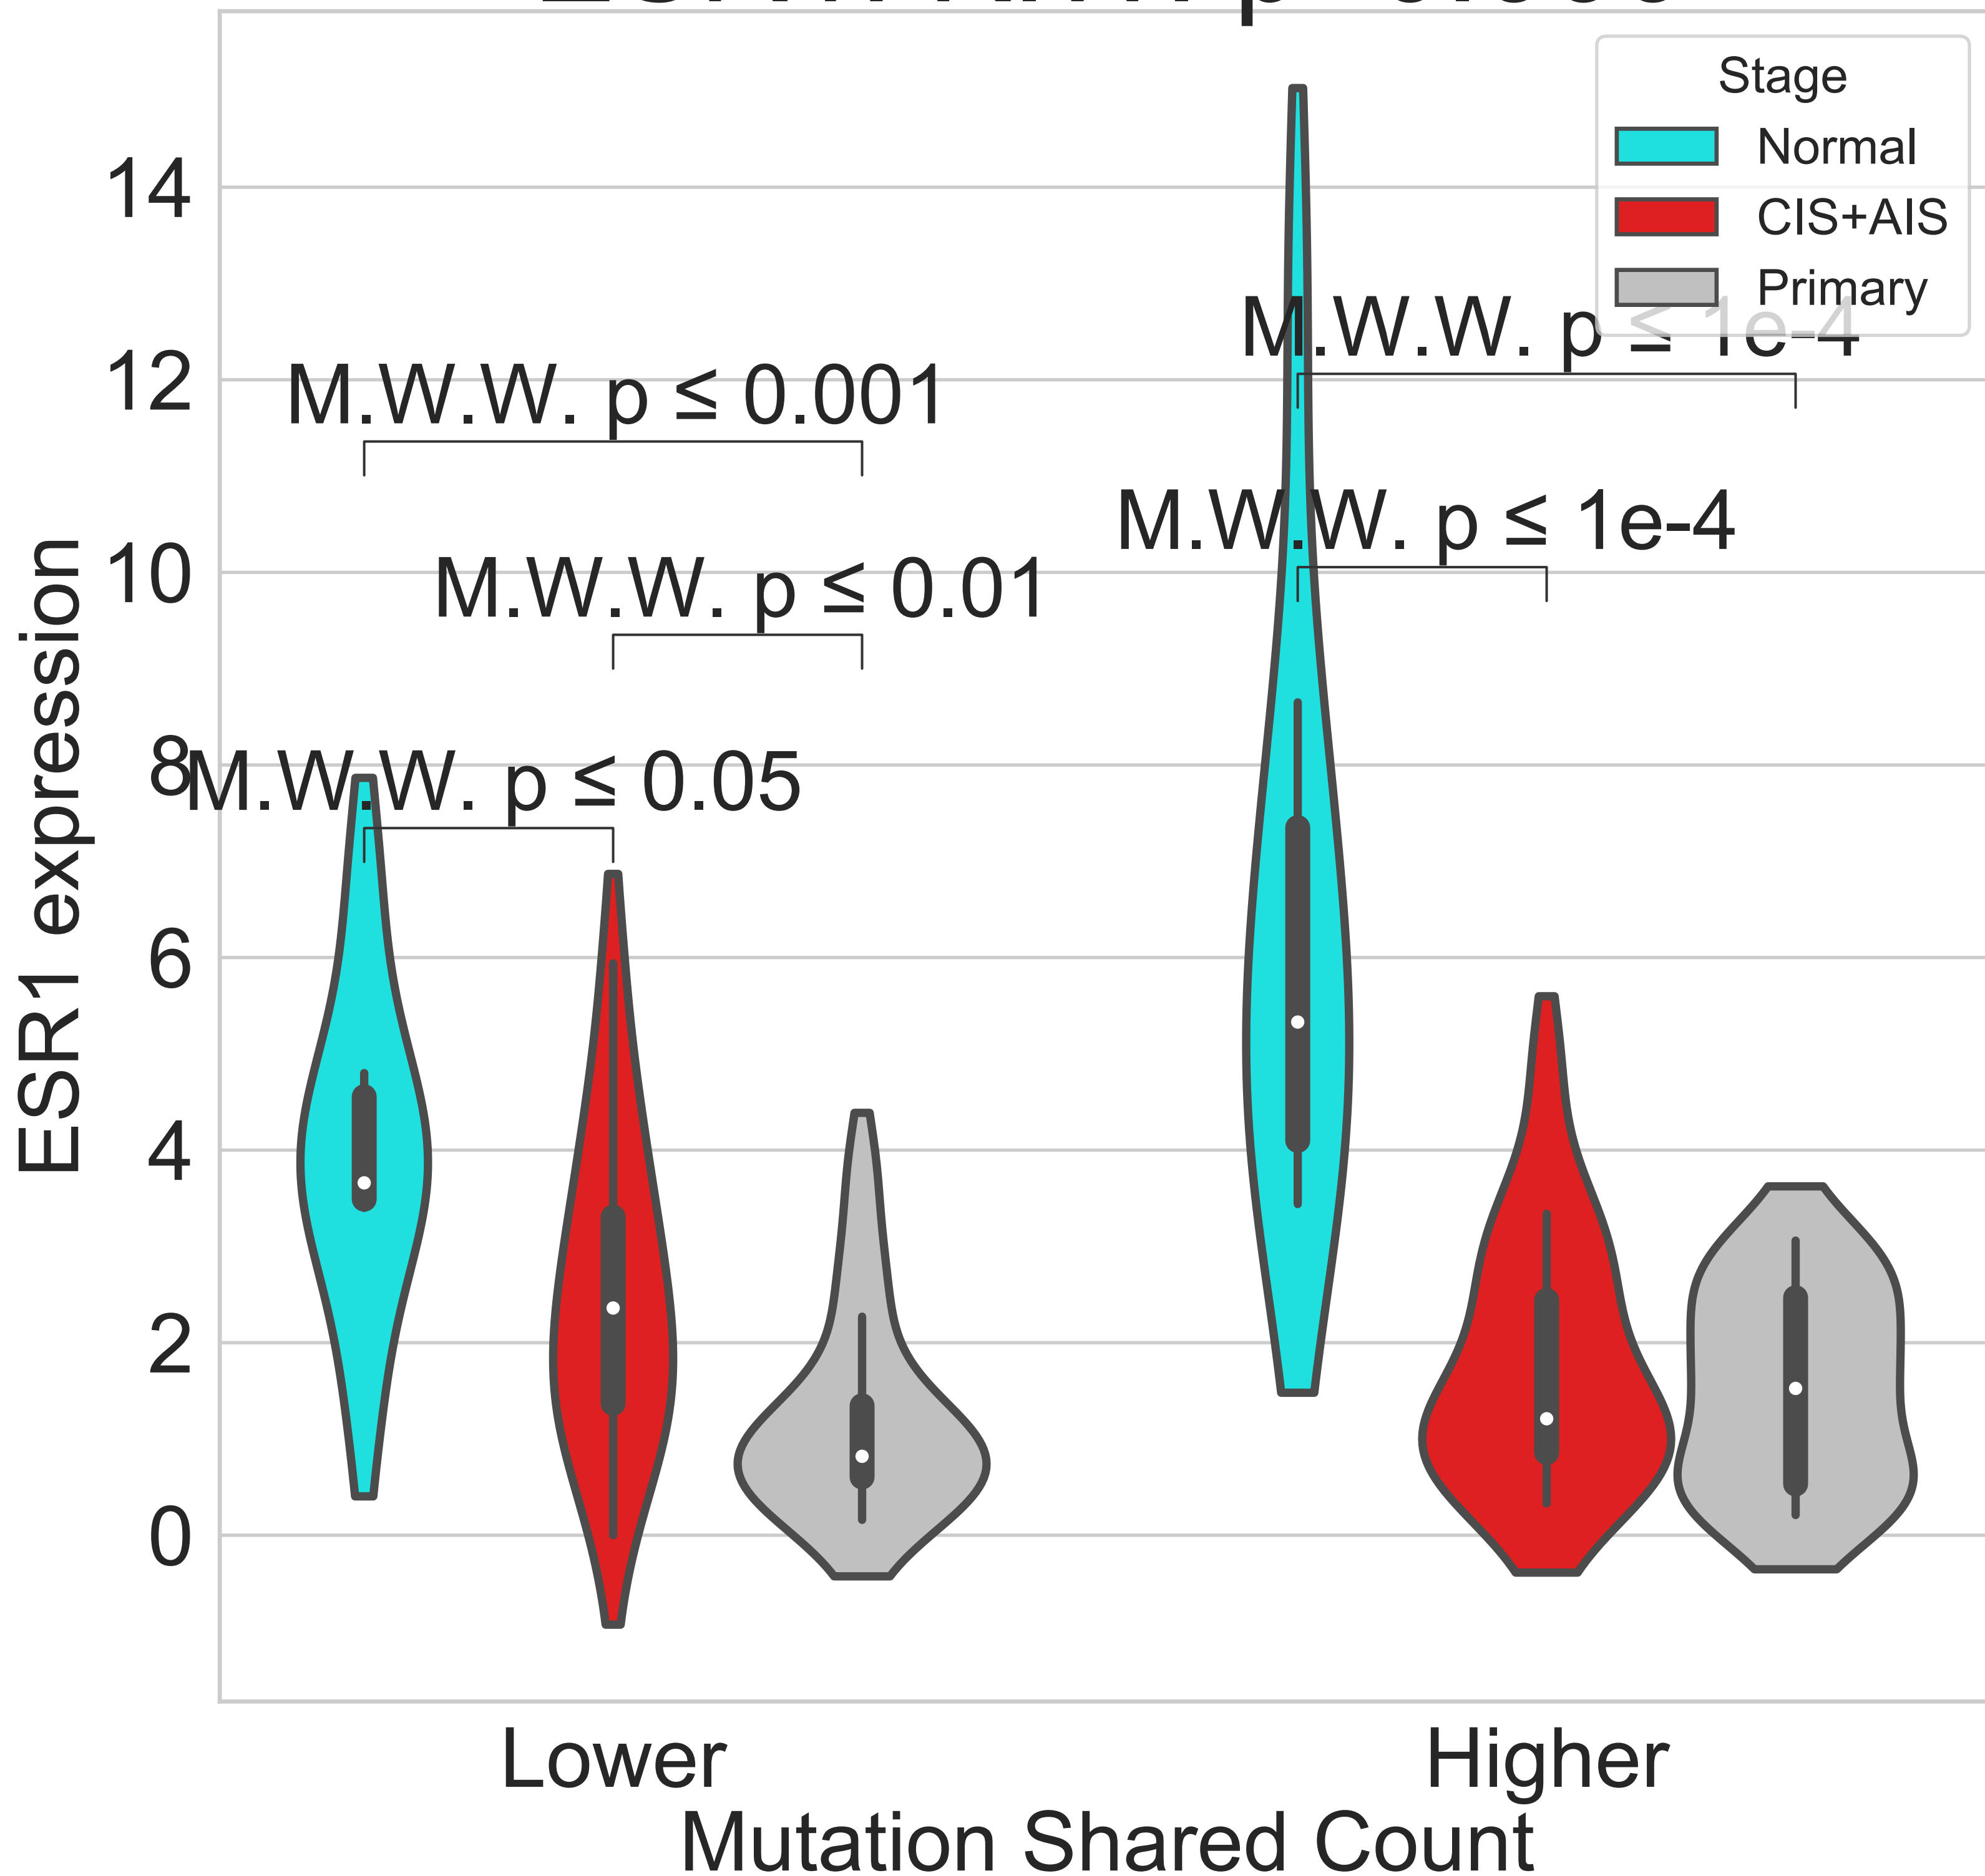 Stage
Normal
CIS+AIS
Primary
14
12
10
8
6
4
2
0
ESR1 expression
M.W.W. p ≤ 1e-4
M.W.W. p ≤ 0.001
M.W.W. p ≤ 1e-4
M.W.W. p ≤ 0.01
M.W.W. p ≤ 0.05
Lower
Higher
Mutation Shared Count